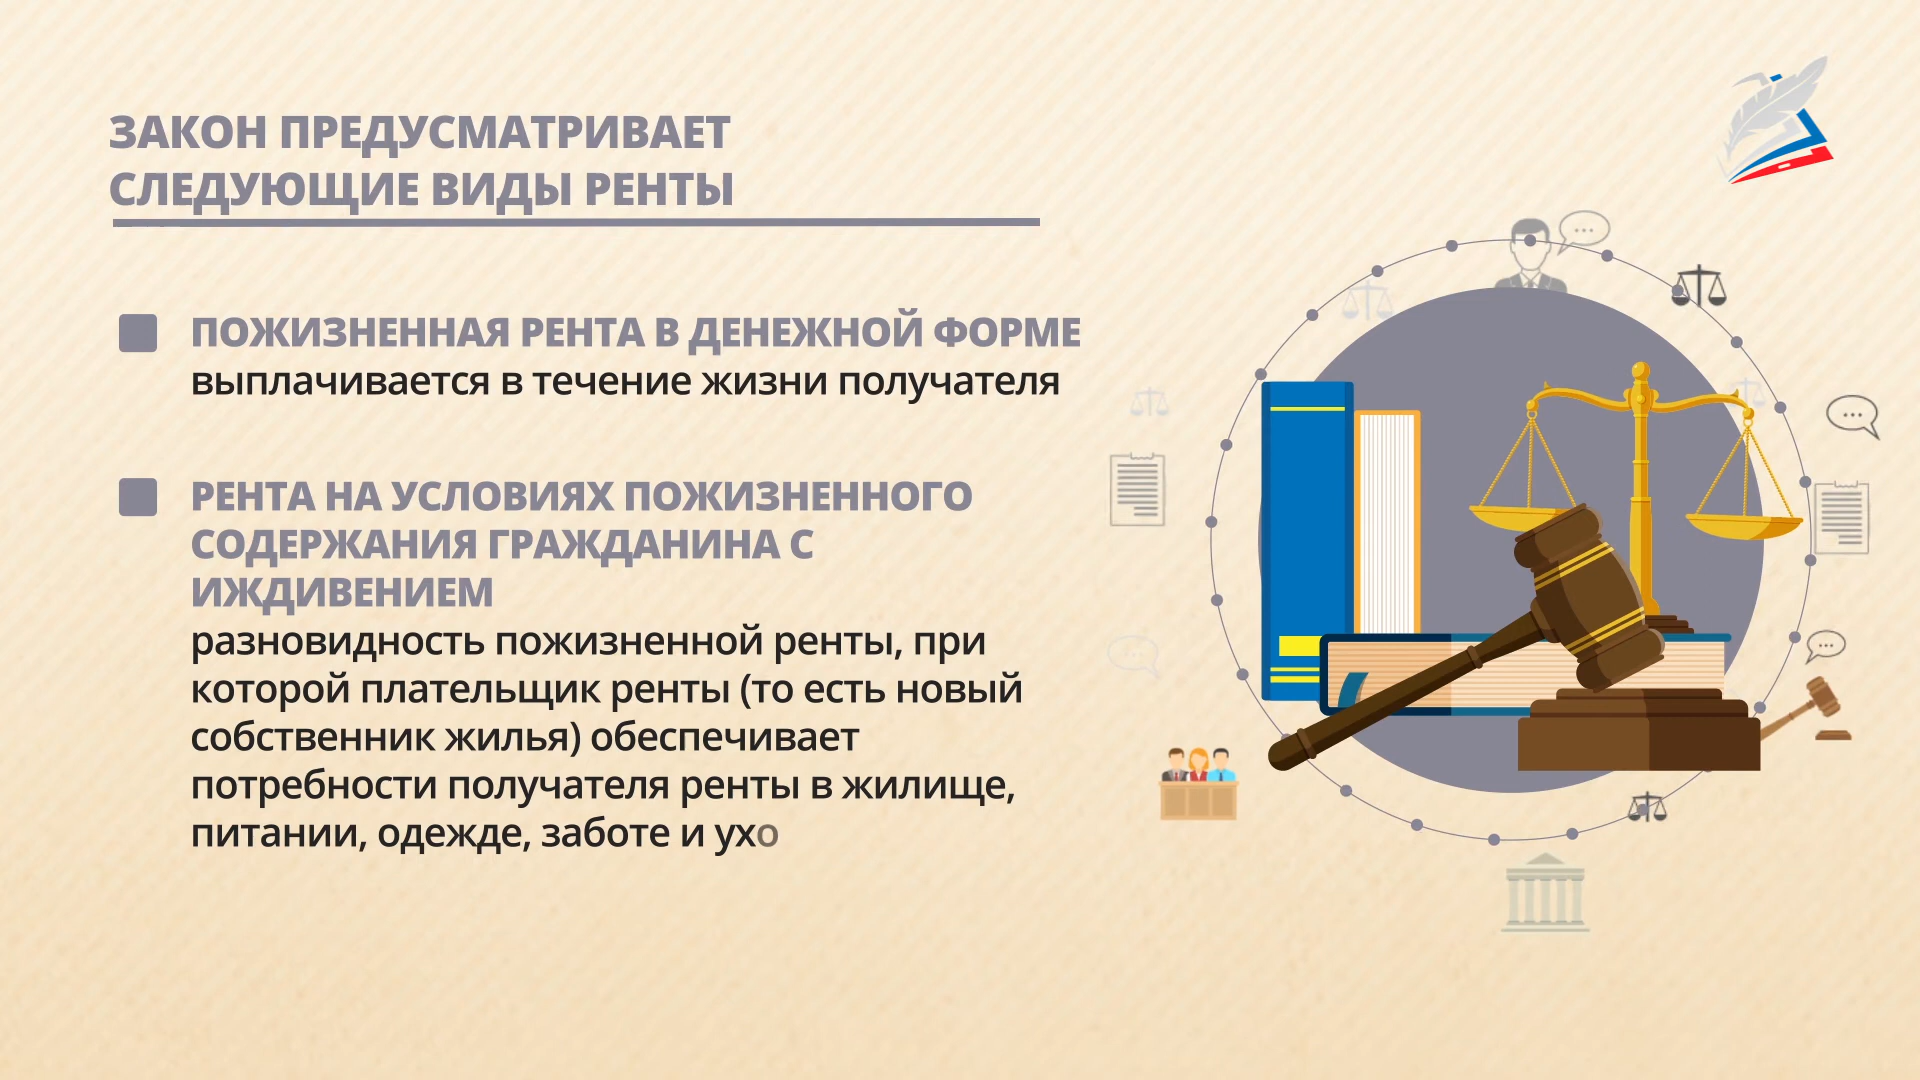 ЗАКОН ПРЕДУСМАТРИВАЕТ
СЛЕДУЮЩИЕ ВИДЫ РЕНТЫ
ПОЖИЗНЕННАЯ РЕНТА В ДЕНЕЖНОЙ ФОРМЕ
выплачивается в течение жизни получателя
РЕНТА НА УСЛОВИЯХ ПОЖИЗНЕННОГО
СОДЕРЖАНИЯ ГРАЖДАНИНА С
ИЖДИВЕНИЕМ
разновидность пожизненной ренты, при
которой плательщик ренты (то есть новый
собственник жилья) обеспечивает
потребности получателя ренты в жилище,
питании, одежде, заботе и ухо